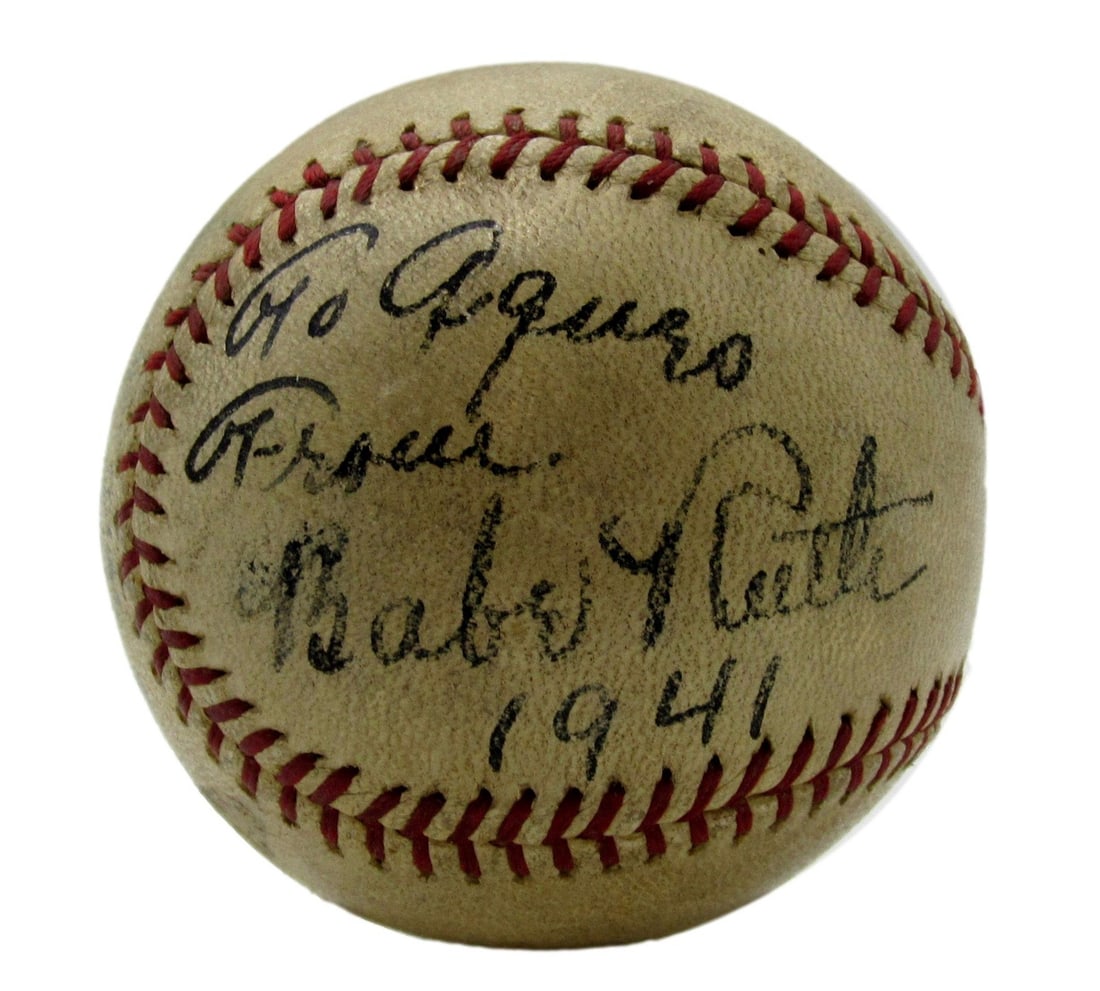 To Aguero
From
Babe Ruth
1941